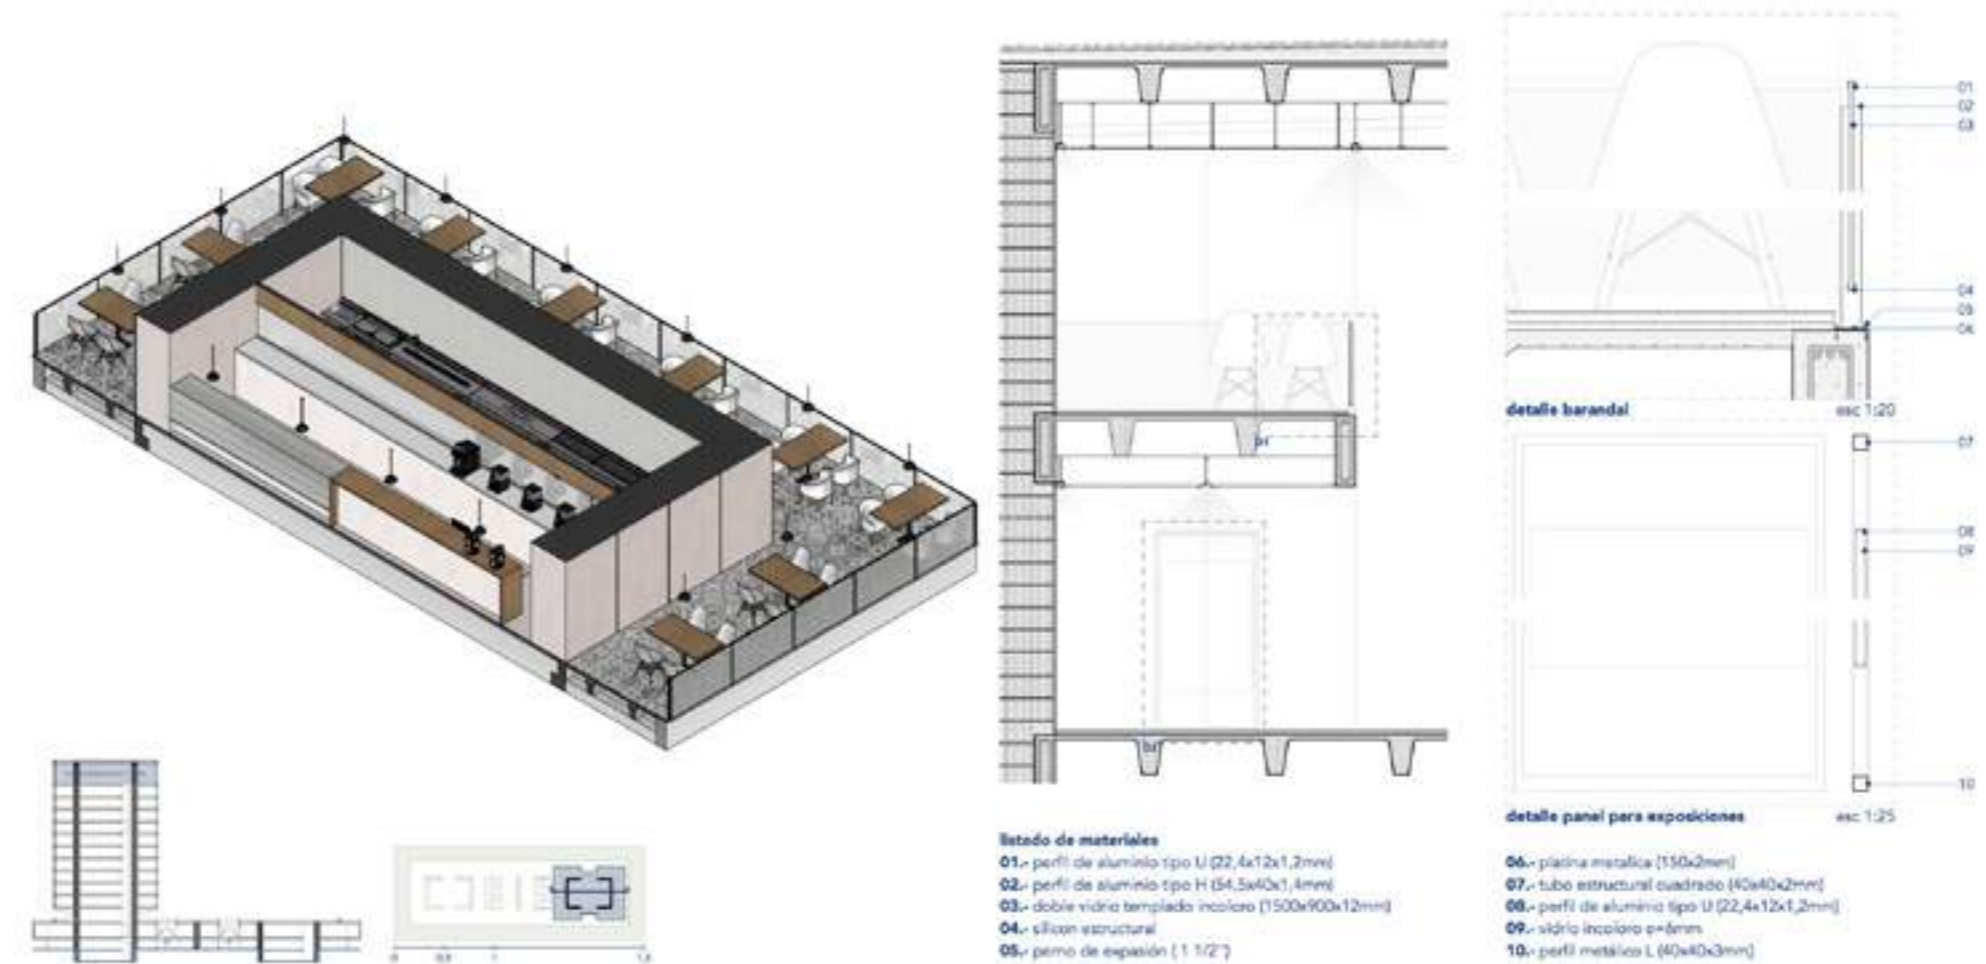 01
02
03
04
05
06
detalle barandal
esc 1:20
07
08
09
10
detalle panel para exposiciones
esc 1:25
listado de materiales
01.- perfil de aluminio tipo U (22,4x12x1,2mm)
02.- perfil de aluminio tipo H (54,5x40x1,4mm)
03.- doble vidrio templado incoloro (1500x900x12mm)
04.- silicon estructural
05.- perno de expasión ( 1 1/2")
06.- platina metalica (150x2mm)
07.- tubo estructural cuadrado (40x40x2mm)
08.- perfil de aluminio tipo U (22,4x12x1,2mm)
09.- vidrio incoloro e=6mm
10.- perfil metálico L (40x40x3mm)